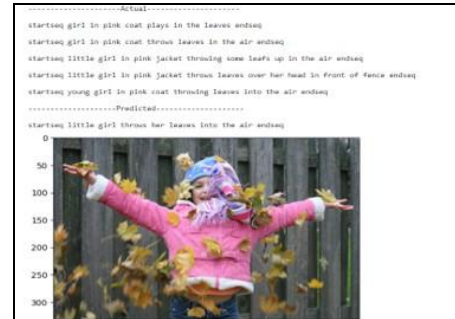 ---------------------Actual---------------------
startseq girl in pink coat plays in the leaves endseq
startseq girl in pink coat throws leaves in the air endseq
startseq little girl in pink jacket throwing some leafs up in the air endseq
startseq little girl in pink jacket throws leaves over her head in front of fence endseq
startseq young girl in pink coat throwing leaves into the air endseq
--------------------Predicted--------------------
startseq little girl throws her leaves into the air endseq
0
50
100
150
200
250
300